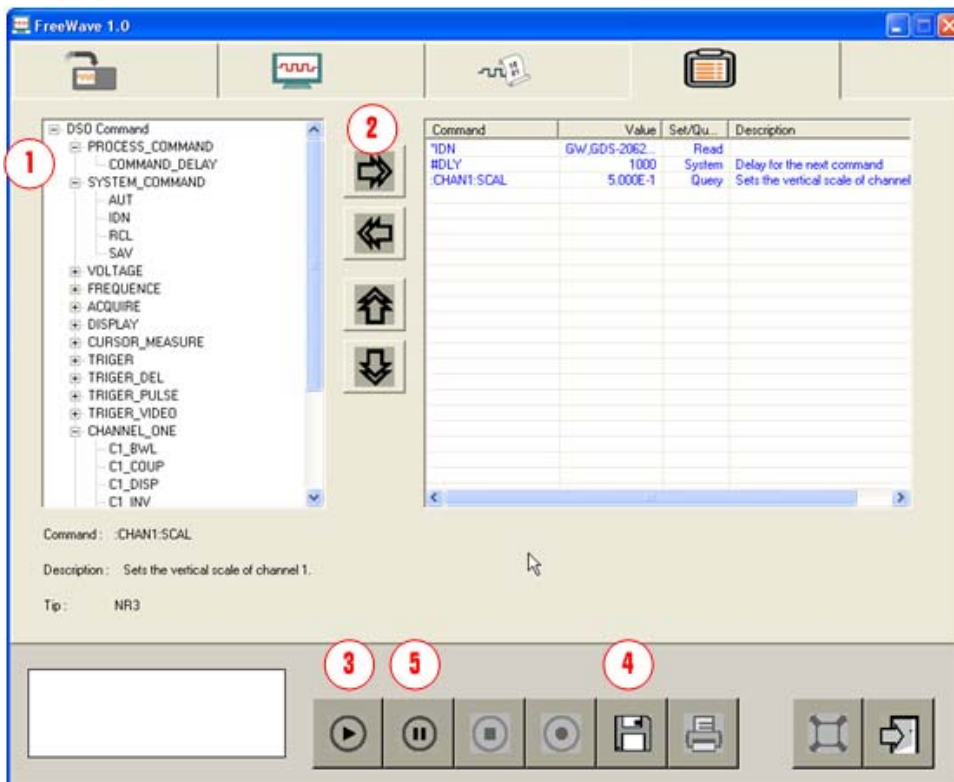 FreeWave 1.0
1
2
DSO Command
PROCESS_COMMAND
COMMAND_DELAY
SYSTEM_COMMAND
AUT
IDN
RCL
SAV
VOLTAGE
FREQUENCE
ACQUIRE
DISPLAY
CURSOR_MEASURE
TRIGER
TRIGER_DEL
TRIGER_PULSE
TRIGER_VIDEO
CHANNEL_ONE
C1_BWL
C1_COUP
C1_DISP
C1_INV
Command Value Set/Qu... Description
*IDN GW,GDS-2062... Read
#DLY 1000 System Delay for the next command
:CHAN1:SCAL 5.000E-1 Query Sets the vertical scale of channel
Command : :CHAN1:SCAL
Description : Sets the vertical scale of channel 1.
Tip : NR3
3
5
4